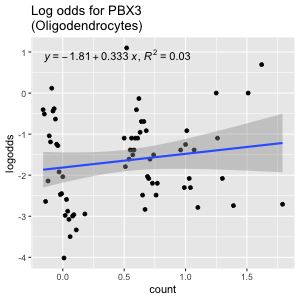 Log odds for PBX3
(Oligodendrocytes)
y = −1.81 + 0.333 x, R² = 0.03
1
0
-1
-2
-3
-4
logodds
0.0 0.5 1.0 1.5
count